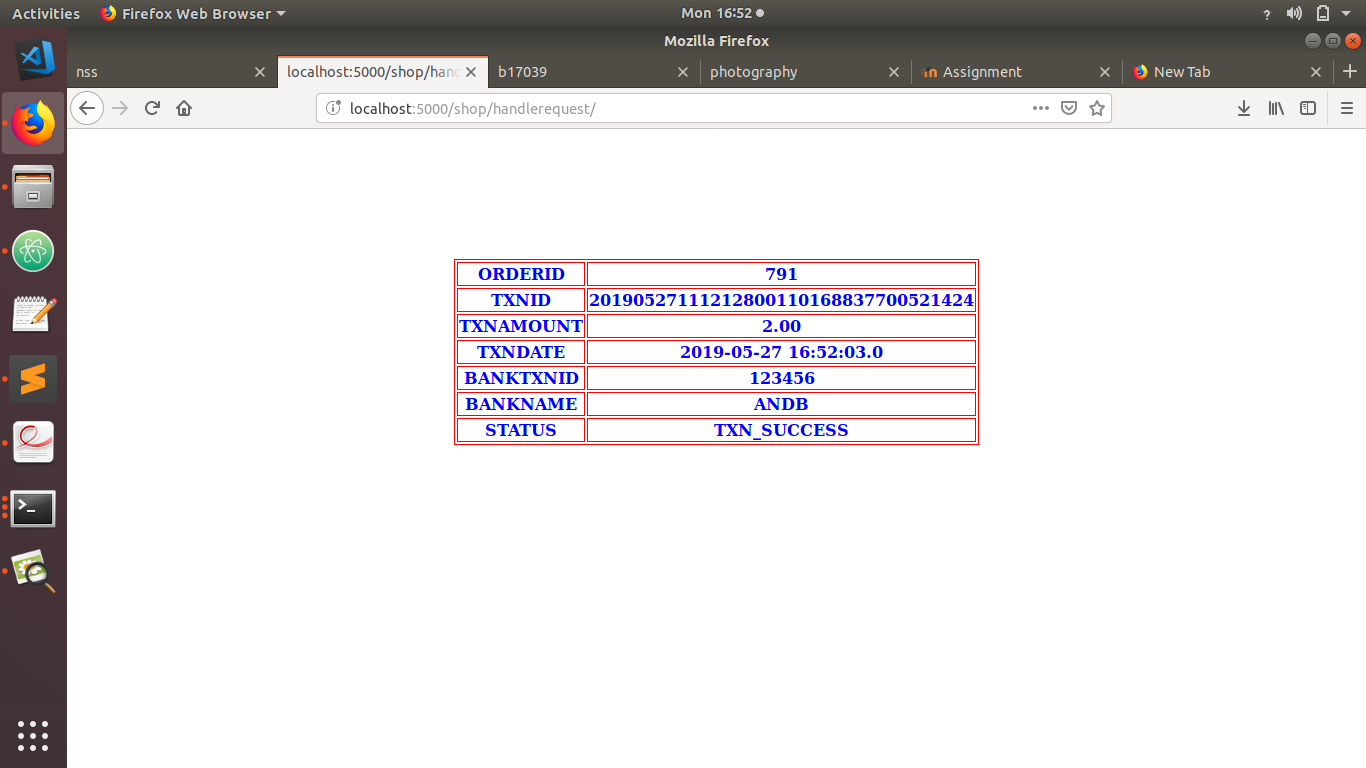 Activities Firefox Web Browser Mon 16:52
Mozilla Firefox
nss localhost:5000/shop/han b17039 photography Assignment New Tab
localhost:5000/shop/handlerequest/
ORDERID 791
TXNID 20190527111212800110168837700521424
TXNAMOUNT 2.00
TXNDATE 2019-05-27 16:52:03.0
BANKTXNID 123456
BANKNAME ANDB
STATUS TXN_SUCCESS